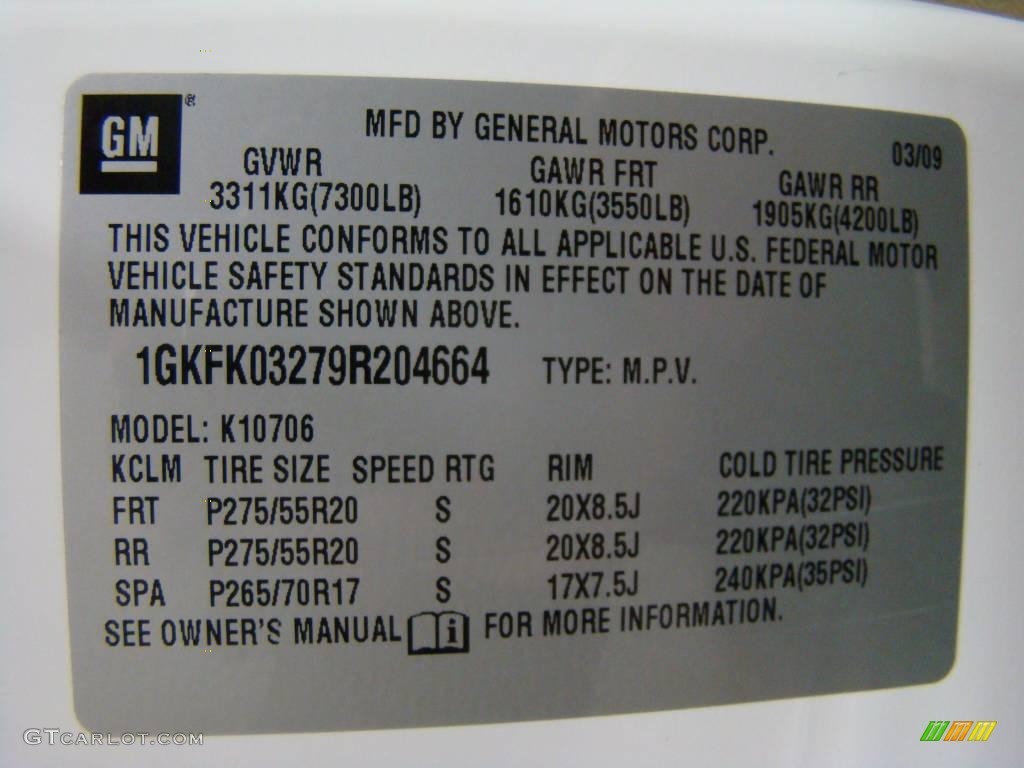 GM ®
MFD BY GENERAL MOTORS CORP. 03/09
GVWR GAWR FRT GAWR RR
3311KG(7300LB) 1610KG(3550LB) 1905KG(4200LB)
THIS VEHICLE CONFORMS TO ALL APPLICABLE U.S. FEDERAL MOTOR
VEHICLE SAFETY STANDARDS IN EFFECT ON THE DATE OF
MANUFACTURE SHOWN ABOVE.
1GKFK03279R204664 TYPE: M.P.V.
MODEL: K10706
KCLM TIRE SIZE SPEED RTG RIM COLD TIRE PRESSURE
FRT P275/55R20 S 20X8.5J 220KPA(32PSI)
RR P275/55R20 S 20X8.5J 220KPA(32PSI)
SPA P265/70R17 S 17X7.5J 240KPA(35PSI)
SEE OWNER'S MANUAL i FOR MORE INFORMATION.
GTCARLOT.COM